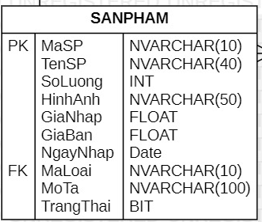 SANPHAM
PK MaSP NVARCHAR(10)
TenSP NVARCHAR(40)
SoLuong INT
HinhAnh NVARCHAR(50)
GiaNhap FLOAT
GiaBan FLOAT
NgayNhap Date
FK MaLoai NVARCHAR(10)
MoTa NVARCHAR(100)
TrangThai BIT